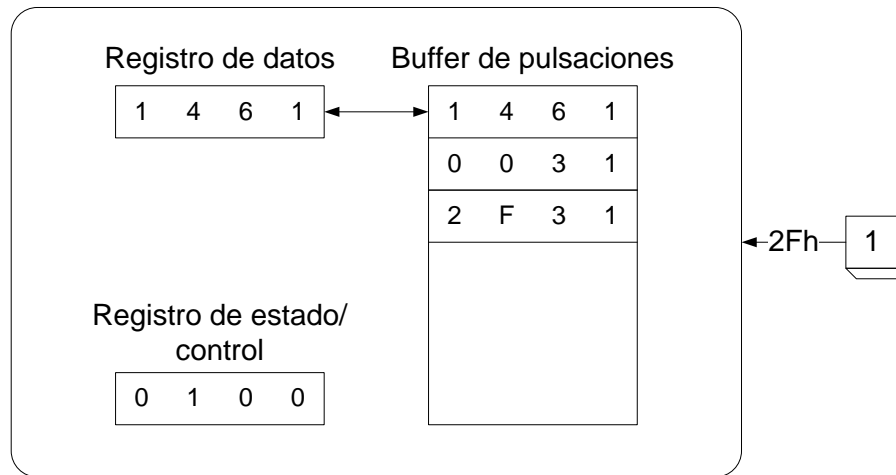 Registro de datos
Buffer de pulsaciones
1 4 6 1
1 4 6 1
0 0 3 1
2 F 3 1
2Fh
1
Registro de estado/
control
0 1 0 0